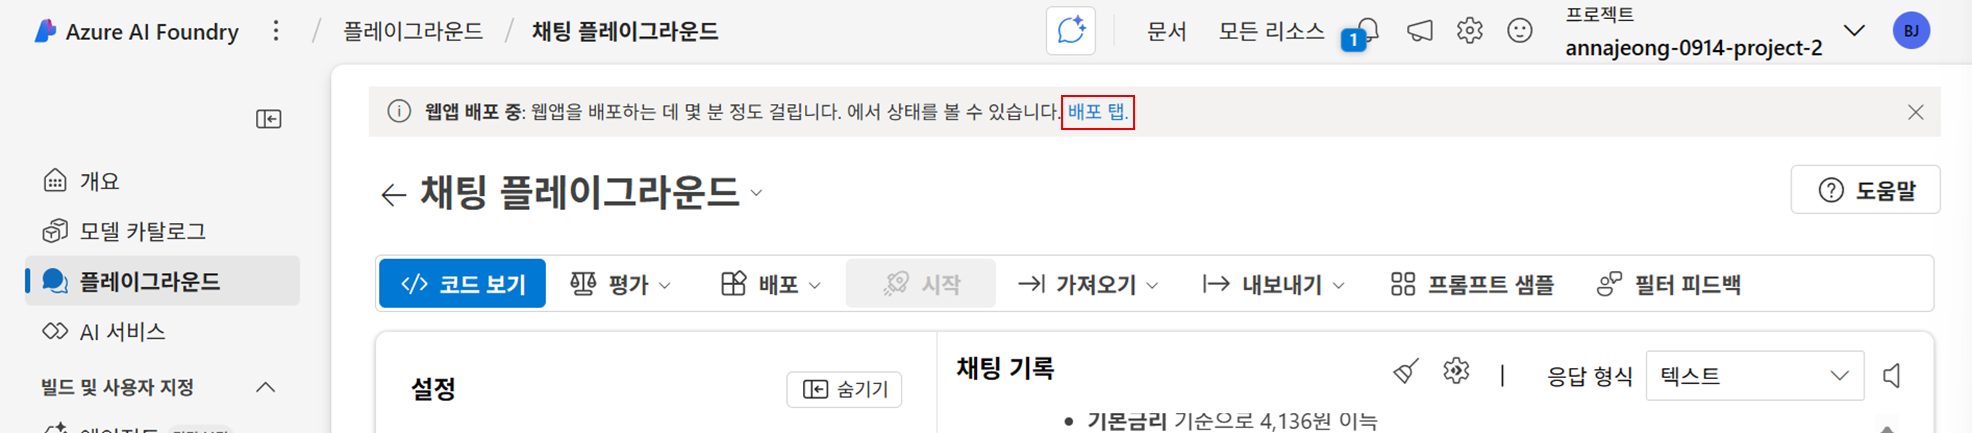 Azure AI Foundry / 플레이그라운드 / 채팅 플레이그라운드 문서 모든 리소스 1 프로젝트 BJ
annajeong-0914-project-2
웹앱 배포 중: 웹앱을 배포하는 데 몇 분 정도 걸립니다. 에서 상태를 볼 수 있습니다. 배포 탭.
개요
채팅 플레이그라운드 도움말
모델 카탈로그
플레이그라운드
코드 보기 평가 배포 시작 가져오기 내보내기 프롬프트 샘플 필터 피드백
AI 서비스
빌드 및 사용자 지정
설정 숨기기
채팅 기록 응답 형식 텍스트
기준으로 4,136원 이득